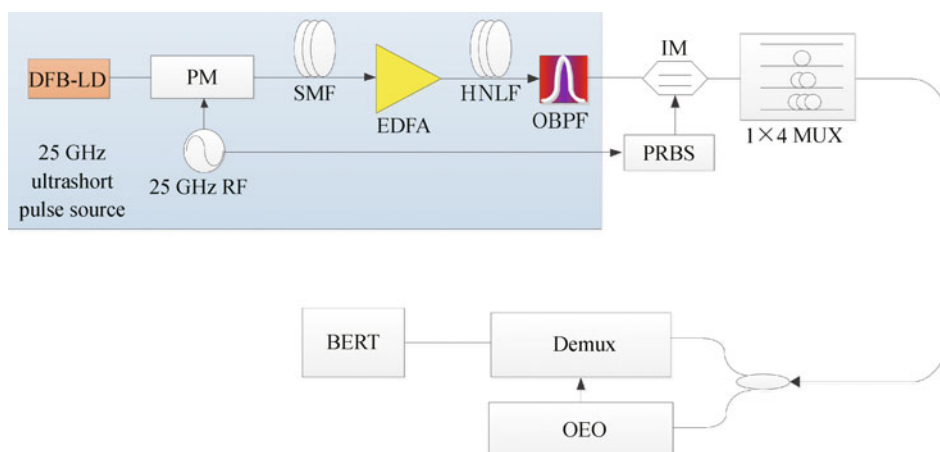 DFB-LD
PM
SMF
EDFA
HNLF
OBPF
IM
1×4 MUX
25 GHz
ultrashort
pulse source
25 GHz RF
PRBS
BERT
Demux
OEO